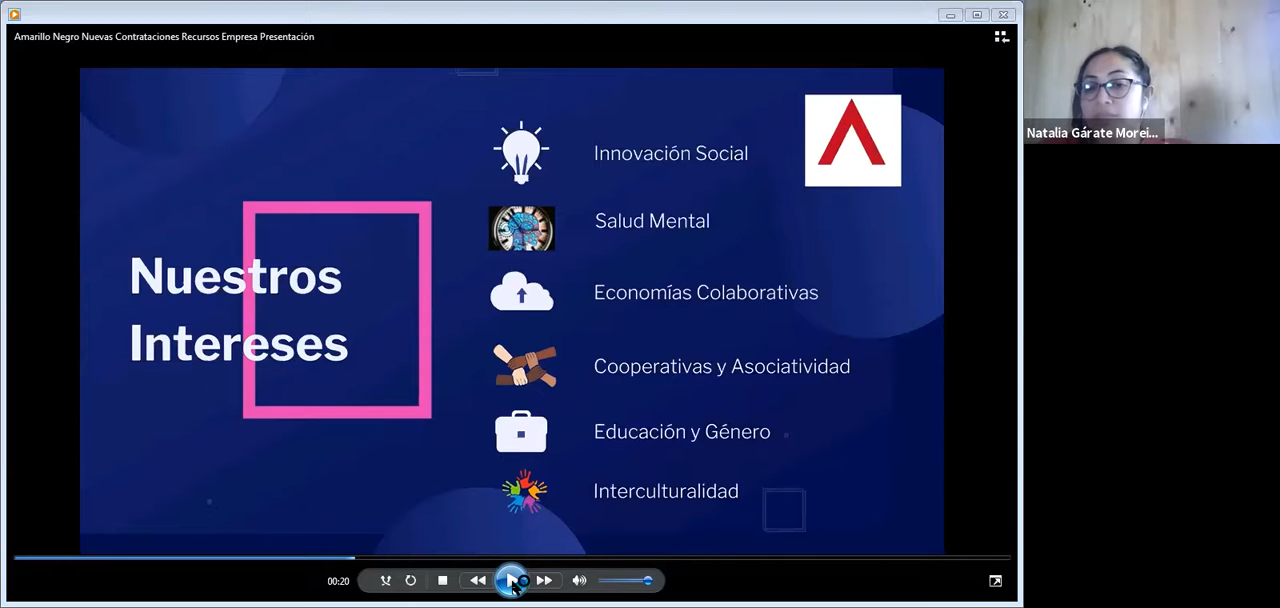 Amarillo Negro Nuevas Contrataciones Recursos Empresa Presentación
Natalia Gárate Morei...
Nuestros
Intereses
Innovación Social
Salud Mental
Economías Colaborativas
Cooperativas y Asociatividad
Educación y Género
Interculturalidad
00:20